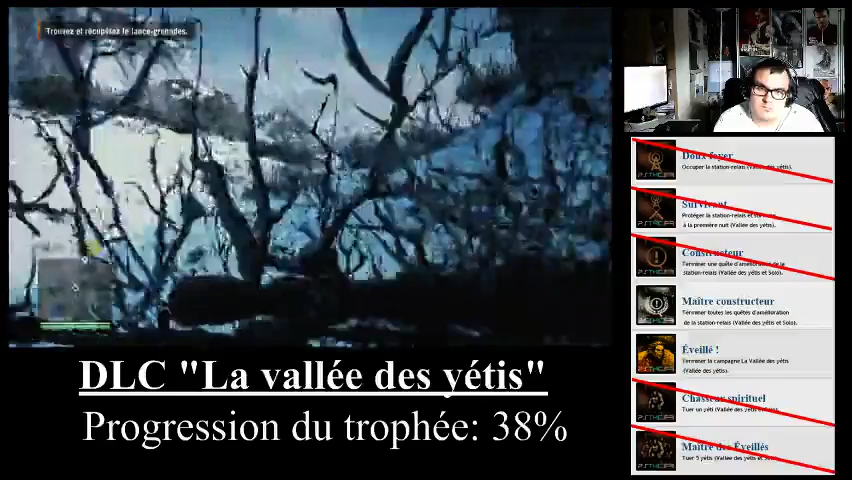 Trouvez et récupérez le lance-grenades.
Doux foyer
Occuper la station-relais (Vallée des yétis).
Survivant
Protéger la station-relais et
à la première nuit (Vallée des yétis).
Constructeur
Terminer une quête d'amélioration de la
station-relais (Vallée des yétis et Solo).
Maître constructeur
Terminer toutes les quêtes d'amélioration
de la station-relais (Vallée des yétis et Solo).
Éveillé !
Terminer la campagne La Vallée des yétis
(Vallée des yétis).
Chasseur spirituel
Tuer un yéti (Vallée des yétis
Maître des Éveillés
Tuer 5 yétis (Vallée des yétis et Solo).
DLC "La vallée des yétis"
Progression du trophée: 38%